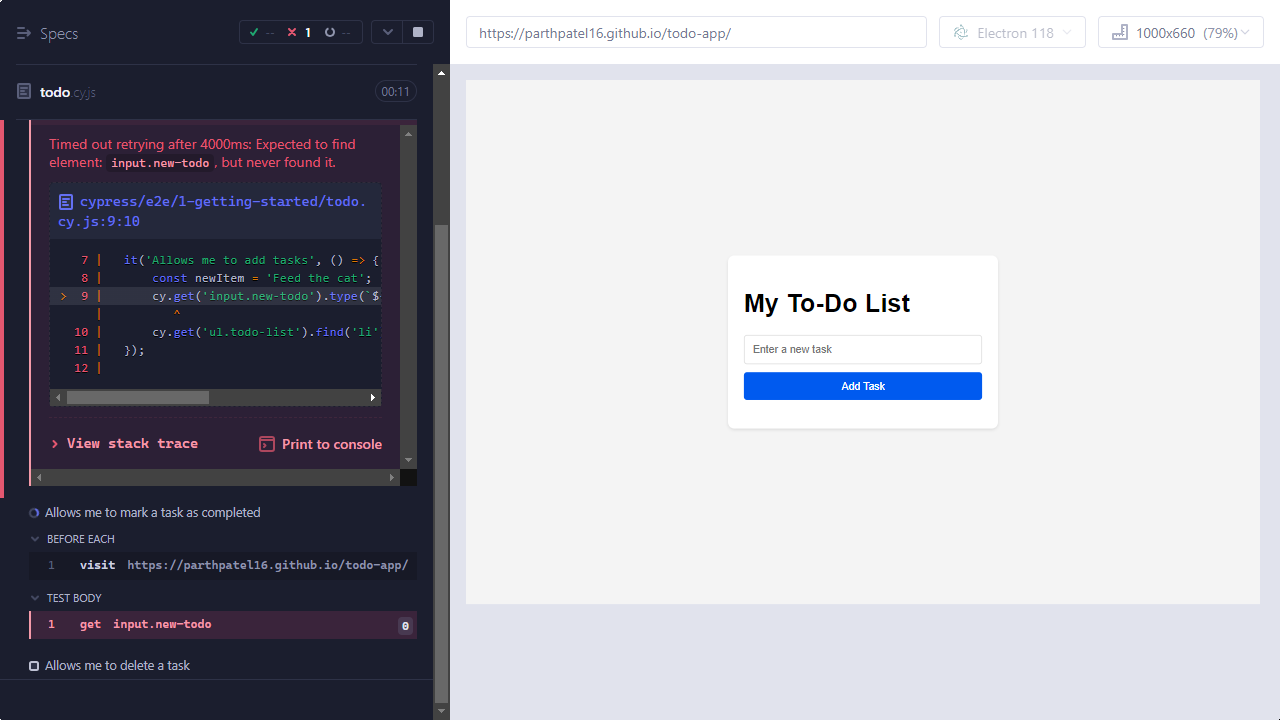 Specs
-- 1 --
todo.cy.js 00:11
Timed out retrying after 4000ms: Expected to find
element: input.new-todo, but never found it.
cypress/e2e/1-getting-started/todo.
cy.js:9:10
7 | it('Allows me to add tasks', () => {
8 | const newItem = 'Feed the cat';
> 9 | cy.get('input.new-todo').type(`$
| ^
10 | cy.get('ul.todo-list').find('li'
11 | });
12 |
> View stack trace Print to console
Allows me to mark a task as completed
BEFORE EACH
1 visit https://parthpatel16.github.io/todo-app/
TEST BODY
1 get input.new-todo 0
Allows me to delete a task
https://parthpatel16.github.io/todo-app/
Electron 118
1000x660 (79%)
My To-Do List
Enter a new task
Add Task